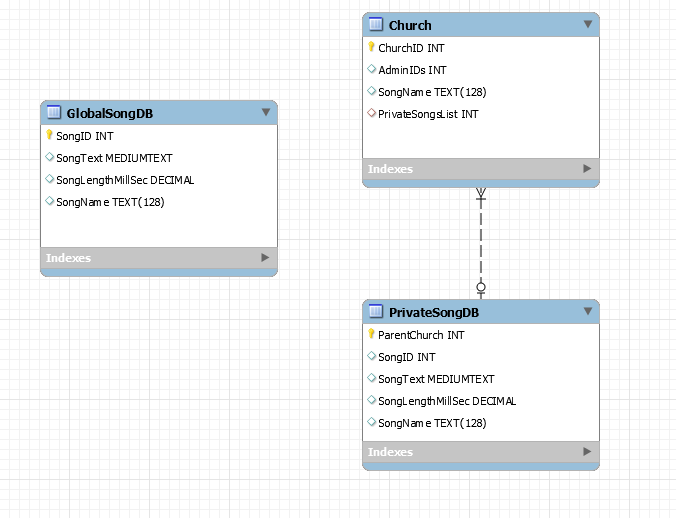 GlobalSongDB
SongID INT
SongText MEDIUMTEXT
SongLengthMillSec DECIMAL
SongName TEXT(128)
Indexes
Church
ChurchID INT
AdminIDs INT
SongName TEXT(128)
PrivateSongsList INT
Indexes
PrivateSongDB
ParentChurch INT
SongID INT
SongText MEDIUMTEXT
SongLengthMillSec DECIMAL
SongName TEXT(128)
Indexes